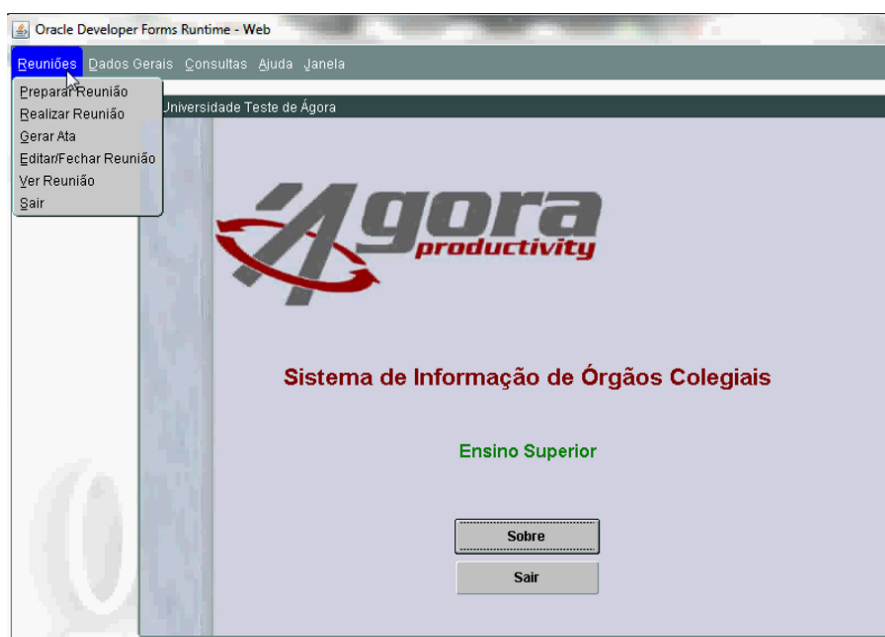 Oracle Developer Forms Runtime - Web
Reuniões Dados Gerais Consultas Ajuda Janela
Preparar Reunião
Universidade Teste de Ágora
Realizar Reunião
Gerar Ata
Editar/Fechar Reunião
Ver Reunião
Sair
Agora
productivity
Sistema de Informação de Órgãos Colegiais
Ensino Superior
Sobre
Sair